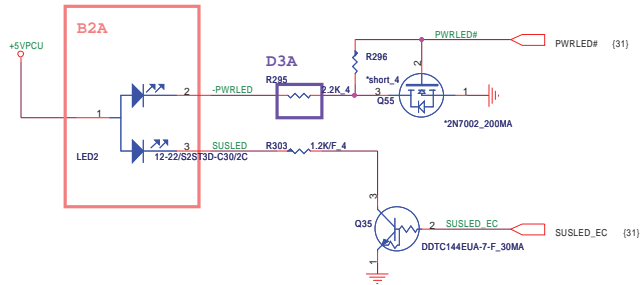 B2A
+5VPCU
PWRLED#
PWRLED# {31}
D3A
R296
2
R295
*short_4
2 -PWRLED
2.2K_4
3
1
Q55
1
*2N7002_200MA
3 SUSLED
R303
1.2K/F_4
LED2
12-22/S2ST3D-C30/2C
3
Q35
2 SUSLED_EC
SUSLED_EC {31}
DDTC144EUA-7-F_30MA
1